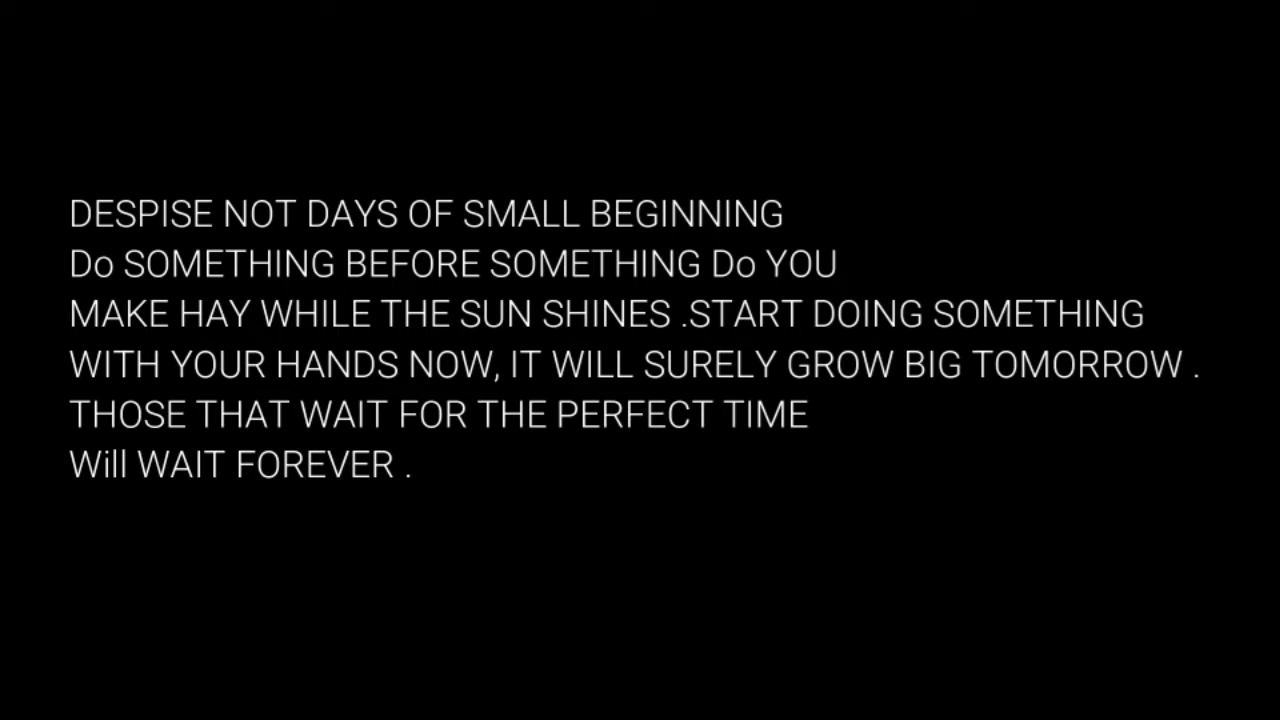 DESPISE NOT DAYS OF SMALL BEGINNING
Do SOMETHING BEFORE SOMETHING Do YOU
MAKE HAY WHILE THE SUN SHINES .START DOING SOMETHING
WITH YOUR HANDS NOW, IT WILL SURELY GROW BIG TOMORROW .
THOSE THAT WAIT FOR THE PERFECT TIME
Will WAIT FOREVER .